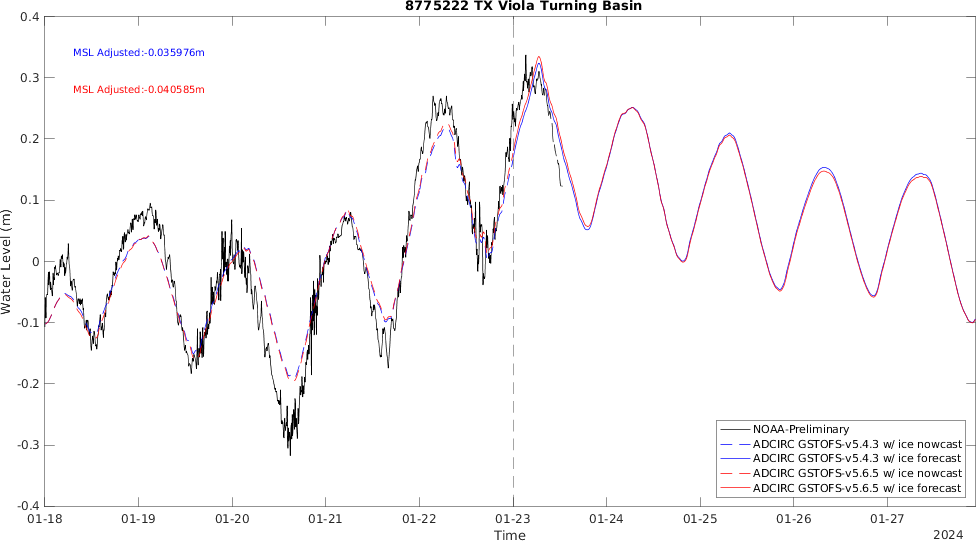 8775222 TX Viola Turning Basin
MSL Adjusted:-0.035976m
MSL Adjusted:-0.040585m
Water Level (m)
0.4
0.3
0.2
0.1
0
-0.1
-0.2
-0.3
-0.4
NOAA-Preliminary
ADCIRC GSTOFS-v5.4.3 w/ ice nowcast
ADCIRC GSTOFS-v5.4.3 w/ ice forecast
ADCIRC GSTOFS-v5.6.5 w/ ice nowcast
ADCIRC GSTOFS-v5.6.5 w/ ice forecast
01-18 01-19 01-20 01-21 01-22 01-23 01-24 01-25 01-26 01-27
Time
2024